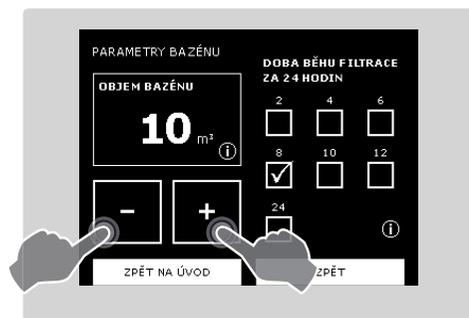 PARAMETRY BAZÉNU
OBJEM BAZÉNU
10 m³
i
- +
ZPĚT NA ÚVOD
DOBA BĚHU FILTRACE
ZA 24 HODIN
2 4 6
8 10 12
24
i
ZPĚT